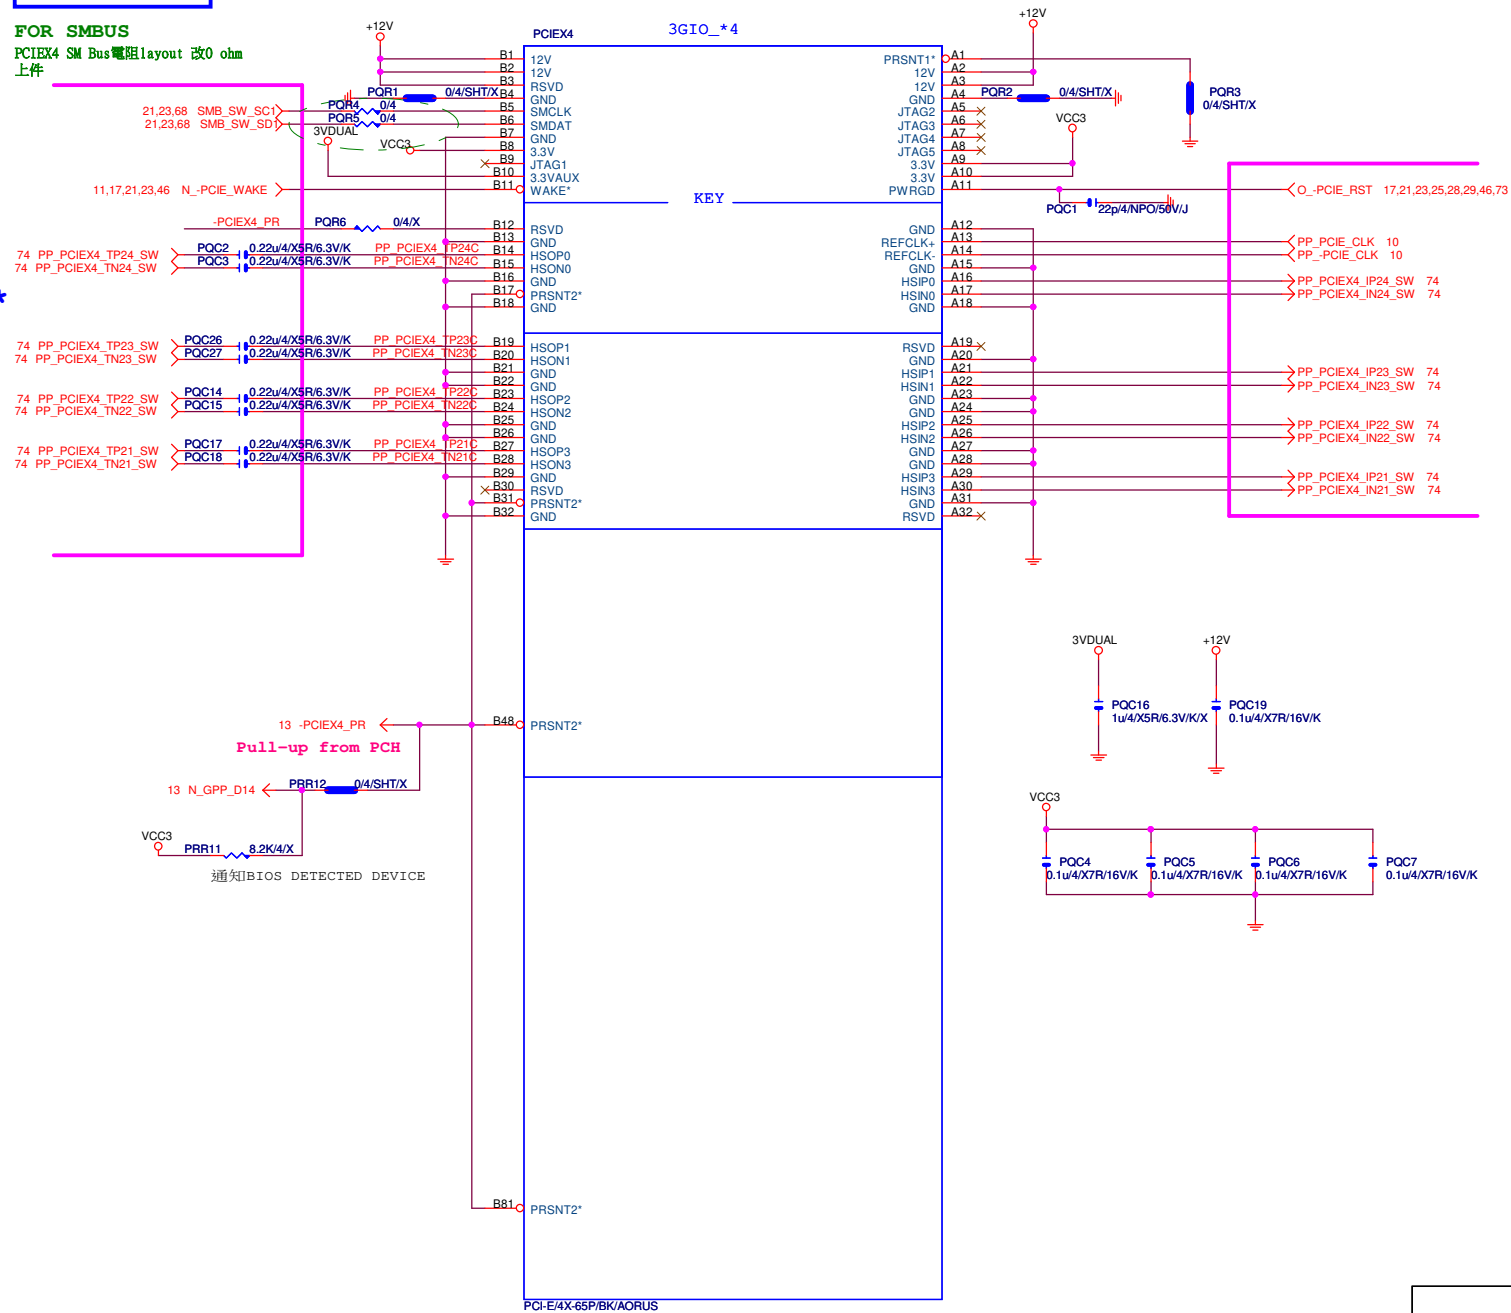 FOR SMBUS
PCIEX4 SM Bus電阻layout 改0 ohm
上件
3GIO_*4
PCIEX4
+12V
+12V
B1 12V
B2 12V
B3 RSVD
B4 GND
B5 SMCLK
B6 SMDAT
B7 GND
B8 3.3V
B9 JTAG1
B10 3.3VAUX
B11 WAKE*
PRSNT1* A1
12V A2
12V A3
GND A4
JTAG2 A5
JTAG3 A6
JTAG4 A7
JTAG5 A8
3.3V A9
3.3V A10
PWRGD A11
PQR1 0/4/SHT/X
21,23,68 SMB_SW_SC1 PQR4 0/4
21,23,68 SMB_SW_SD1 PQR5 0/4
3VDUAL
VCC3
11,17,21,23,46 N_-PCIE_WAKE
PQR2 0/4/SHT/X
PQR3
0/4/SHT/X
VCC3
O_-PCIE_RST 17,21,23,25,28,29,46,73
PQC1 22p/4/NPO/50V/J
KEY
-PCIEX4_PR PQR6 0/4/X
74 PP_PCIEX4_TP24_SW PQC2 0.22u/4/X5R/6.3V/K PP_PCIEX4_TP24C
74 PP_PCIEX4_TN24_SW PQC3 0.22u/4/X5R/6.3V/K PP_PCIEX4_TN24C
B12 RSVD
B13 GND
B14 HSOP0
B15 HSON0
B16 GND
B17 PRSNT2*
B18 GND
GND A12
REFCLK+ A13
REFCLK- A14
GND A15
HSIP0 A16
HSIN0 A17
GND A18
PP_PCIE_CLK 10
PP_-PCIE_CLK 10
PP_PCIEX4_IP24_SW 74
PP_PCIEX4_IN24_SW 74
*
74 PP_PCIEX4_TP23_SW PQC26 0.22u/4/X5R/6.3V/K PP_PCIEX4_TP23C
74 PP_PCIEX4_TN23_SW PQC27 0.22u/4/X5R/6.3V/K PP_PCIEX4_TN23C
74 PP_PCIEX4_TP22_SW PQC14 0.22u/4/X5R/6.3V/K PP_PCIEX4_TP22C
74 PP_PCIEX4_TN22_SW PQC15 0.22u/4/X5R/6.3V/K PP_PCIEX4_TN22C
74 PP_PCIEX4_TP21_SW PQC17 0.22u/4/X5R/6.3V/K PP_PCIEX4_TP21C
74 PP_PCIEX4_TN21_SW PQC18 0.22u/4/X5R/6.3V/K PP_PCIEX4_TN21C
B19 HSOP1
B20 HSON1
B21 GND
B22 GND
B23 HSOP2
B24 HSON2
B25 GND
B26 GND
B27 HSOP3
B28 HSON3
B29 GND
B30 RSVD
B31 PRSNT2*
B32 GND
RSVD A19
GND A20
HSIP1 A21
HSIN1 A22
GND A23
GND A24
HSIP2 A25
HSIN2 A26
GND A27
GND A28
HSIP3 A29
HSIN3 A30
GND A31
RSVD A32
PP_PCIEX4_IP23_SW 74
PP_PCIEX4_IN23_SW 74
PP_PCIEX4_IP22_SW 74
PP_PCIEX4_IN22_SW 74
PP_PCIEX4_IP21_SW 74
PP_PCIEX4_IN21_SW 74
3VDUAL
PQC16
1u/4/X5R/6.3V/K/X
+12V
PQC19
0.1u/4/X7R/16V/K
13 -PCIEX4_PR
B48 PRSNT2*
Pull-up from PCH
13 N_GPP_D14 PRR12 0/4/SHT/X
VCC3
PRR11 8.2K/4/X
通知BIOS DETECTED DEVICE
VCC3
PQC4
0.1u/4/X7R/16V/K
PQC5
0.1u/4/X7R/16V/K
PQC6
0.1u/4/X7R/16V/K
PQC7
0.1u/4/X7R/16V/K
B81 PRSNT2*
PCI-E/4X-65P/BK/AORUS